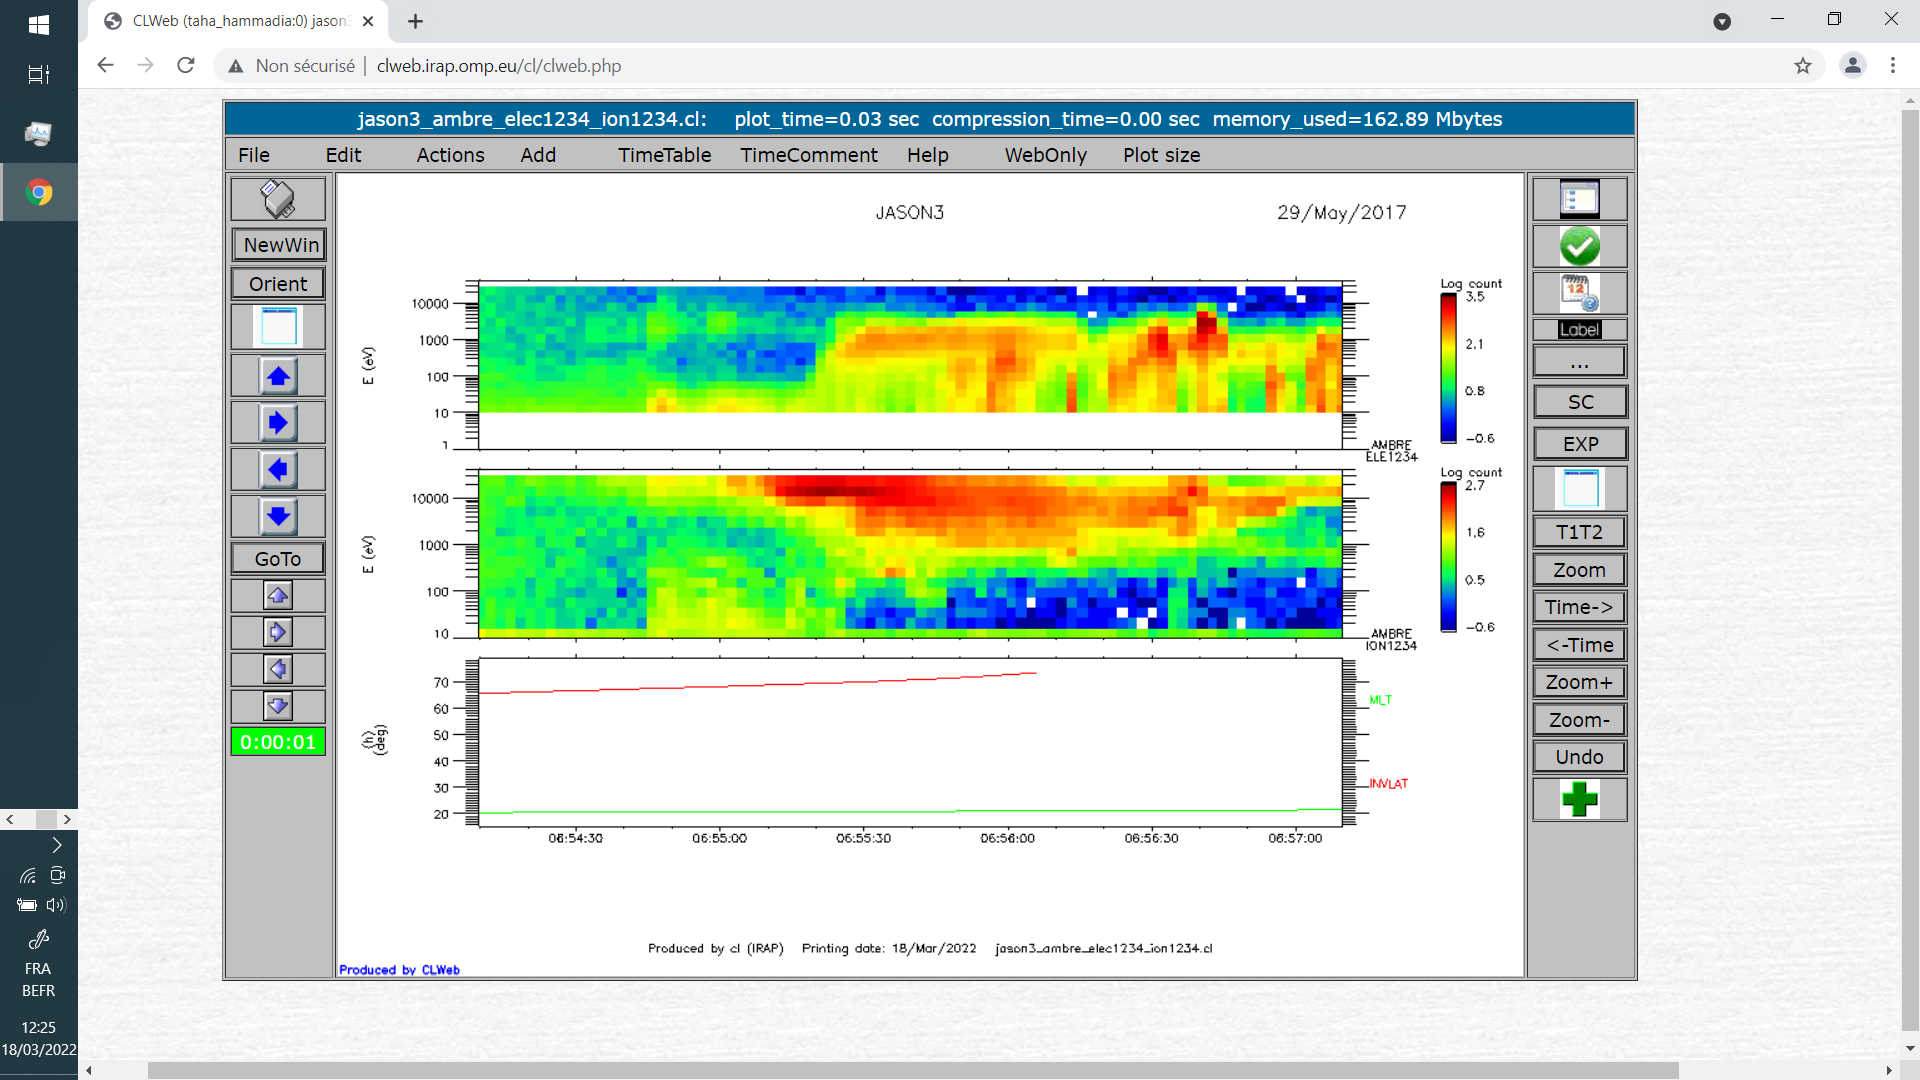 CLWeb (taha_hammadia:0) jason3
Non sécurisé | clweb.irap.omp.eu/cl/clweb.php
jason3_ambre_elec1234_ion1234.cl: plot_time=0.03 sec compression_time=0.00 sec memory_used=162.89 Mbytes
File Edit Actions Add TimeTable TimeComment Help WebOnly Plot size
NewWin
Orient
GoTo
0:00:01
JASON3 29/May/2017
Log count
3.5
2.1
0.8
-0.6
10000
1000
100
10
1
E (eV)
AMBRE
ELE1234
Log count
2.7
1.6
0.5
-0.6
10000
1000
100
10
E (eV)
AMBRE
ION1234
70
60
50
40
30
20
(h)
(deg)
MLT
INVLAT
06:54:30 06:55:00 06:55:30 06:56:00 06:56:30 06:57:00
Produced by cl (IRAP) Printing date: 18/Mar/2022 jason3_ambre_elec1234_ion1234.cl
Produced by CLWeb
12
Label
...
SC
EXP
T1T2
Zoom
Time->
<-Time
Zoom+
Zoom-
Undo
FRA
BEFR
12:25
18/03/2022